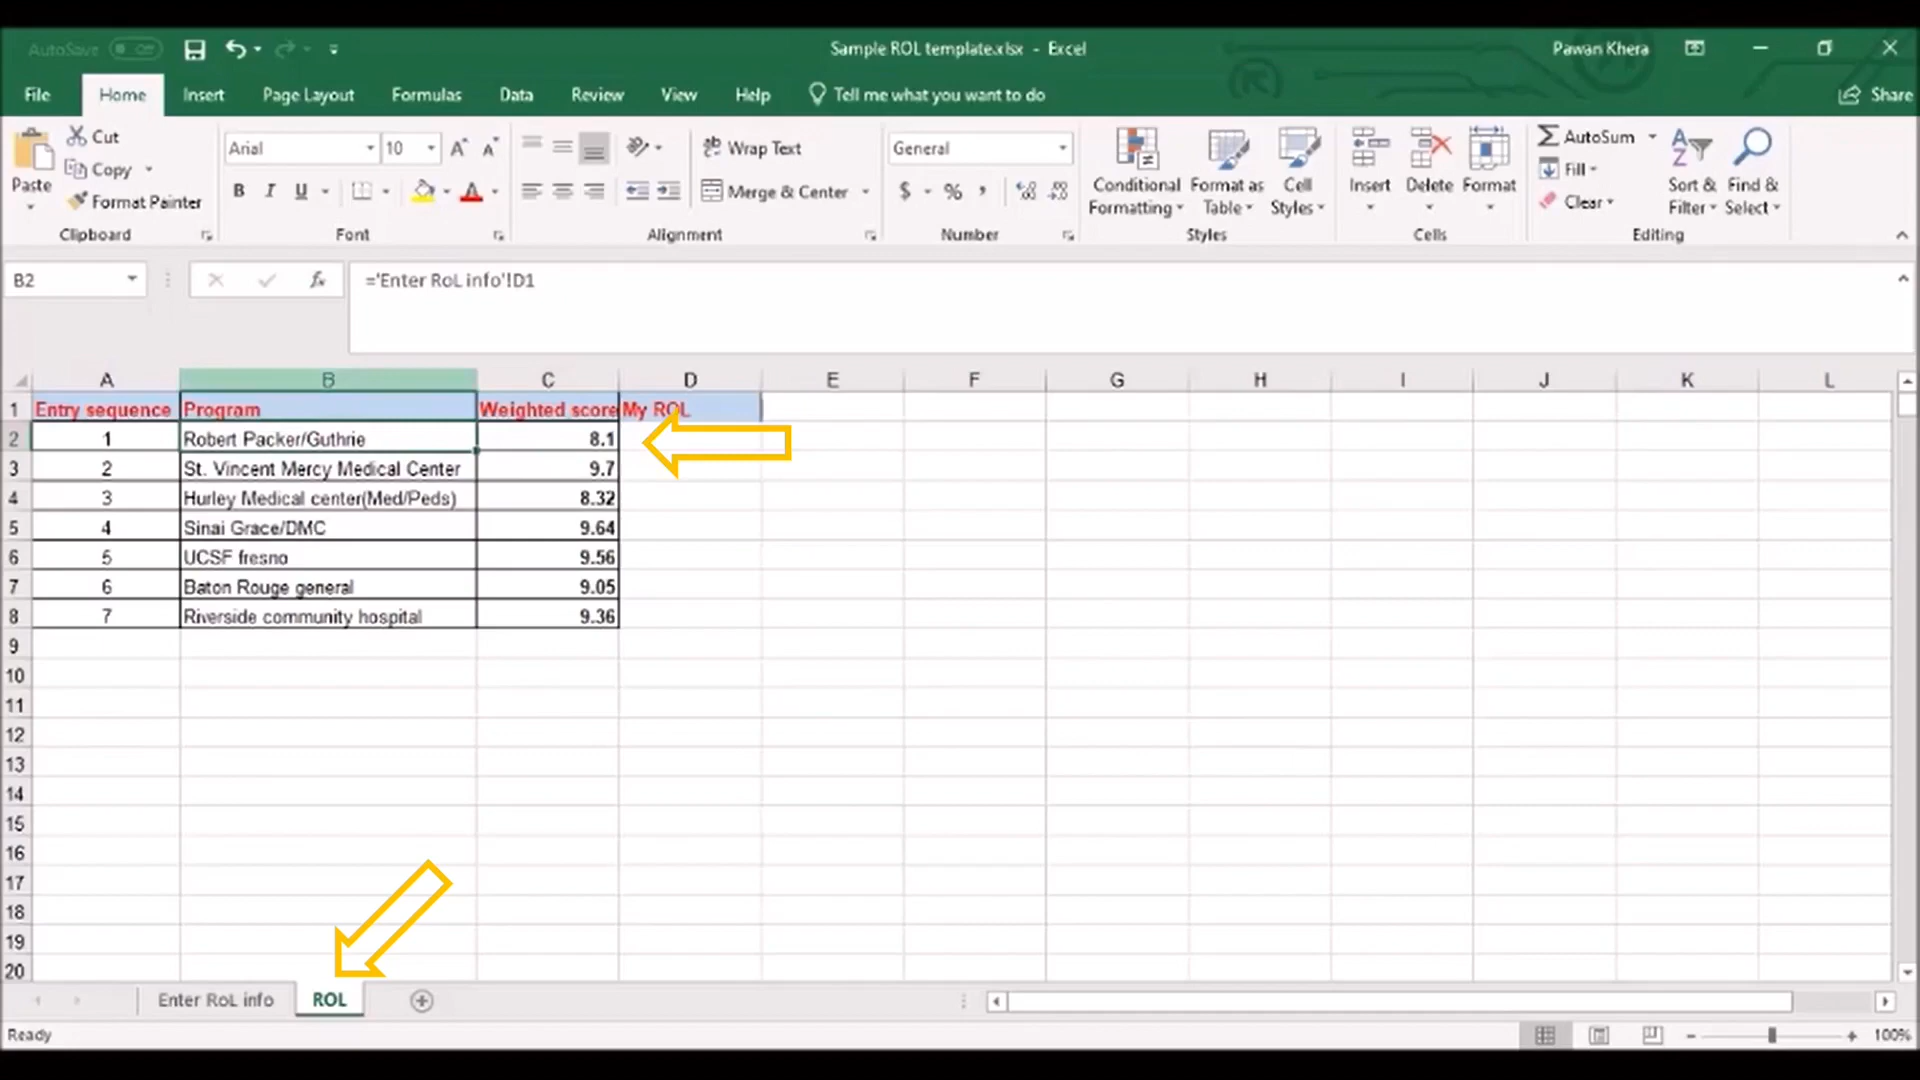 AutoSave Off Sample ROL template.xlsx - Excel Pawan Khera
File Home Insert Page Layout Formulas Data Review View Help Tell me what you want to do Share
Cut
Copy
Paste
Format Painter
Clipboard
Arial 10
B I U
Font
Wrap Text
Merge & Center
Alignment
General
$ % ,
Number
Conditional Formatting
Format as Table
Cell Styles
Styles
Insert Delete Format
Cells
AutoSum
Fill
Clear
Sort & Filter
Find & Select
Editing
B2 fx ='Enter RoL info'!D1
A B C D E F G H I J K L
1 Entry sequence Program Weighted score My ROL
2 1 Robert Packer/Guthrie 8.1
3 2 St. Vincent Mercy Medical Center 9.7
4 3 Hurley Medical center(Med/Peds) 8.32
5 4 Sinai Grace/DMC 9.64
6 5 UCSF fresno 9.56
7 6 Baton Rouge general 9.05
8 7 Riverside community hospital 9.36
9
10
11
12
13
14
15
16
17
18
19
20
Enter RoL info ROL
Ready 100%